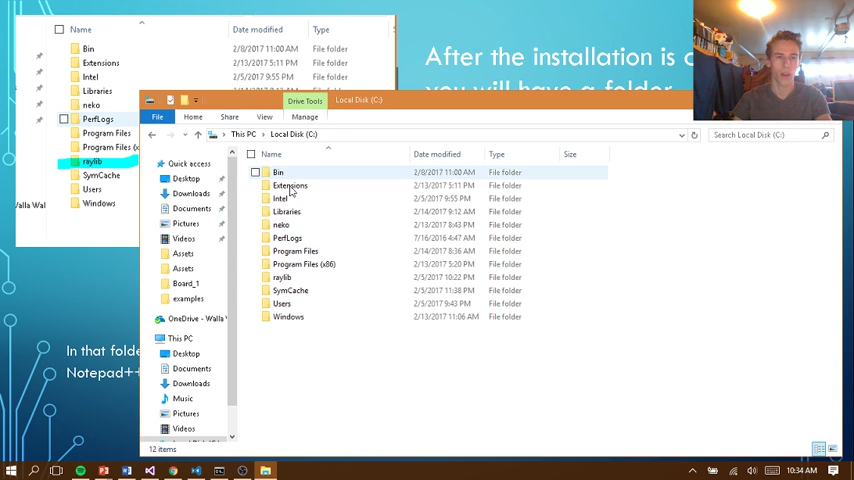 Name Date modified Type
Bin 2/8/2017 11:00 AM File folder
Extensions 2/13/2017 5:11 PM File folder
Intel 2/5/2017 9:55 PM File folder
Libraries
neko
PerfLogs
Program Files
Program Files (x
raylib
SymCache
Users
Windows
Walla Wal
After the installation is
you will have a folder
In that folde
Notepad++
Drive Tools Local Disk (C:)
File Home Share View Manage
This PC Local Disk (C:) Search Local Disk (C:)
Name Date modified Type Size
Quick access
Desktop
Downloads
Documents
Pictures
Videos
Assets
Assets
Board_1
examples
OneDrive - Walla V
This PC
Desktop
Documents
Downloads
Music
Pictures
Videos
Bin 2/8/2017 11:00 AM File folder
Extensions 2/13/2017 5:11 PM File folder
Intel 2/5/2017 9:55 PM File folder
Libraries 2/14/2017 9:12 AM File folder
neko 2/13/2017 8:43 PM File folder
PerfLogs 7/16/2016 4:47 AM File folder
Program Files 2/14/2017 8:36 AM File folder
Program Files (x86) 2/13/2017 5:20 PM File folder
raylib 2/5/2017 10:22 PM File folder
SymCache 2/5/2017 11:38 PM File folder
Users 2/5/2017 9:43 PM File folder
Windows 2/13/2017 11:06 AM File folder
12 items
10:34 AM